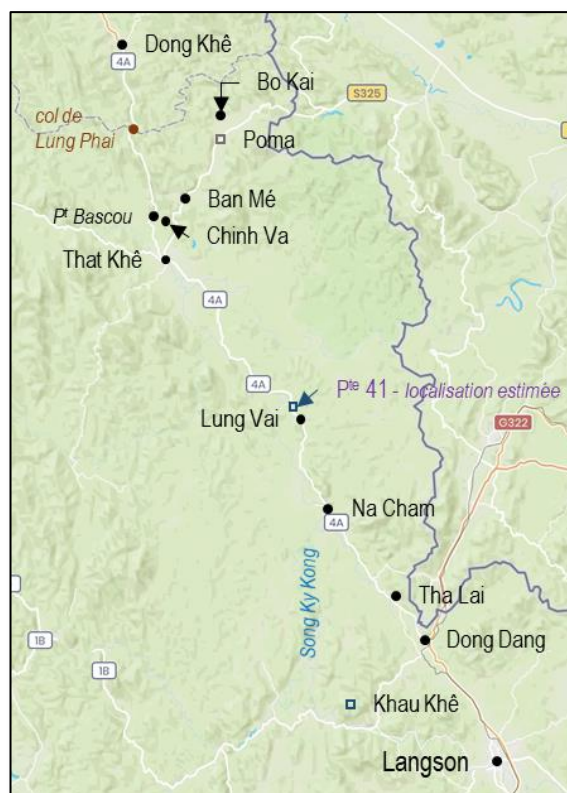 Dong Khê
4A
Bo Kai
S325
col de
Lung Phai
Poma
Ban Mé
Pᵗ Bascou
Chinh Va
That Khê
4A
4A
Pᵗᵉ 41 - localisation estimée
Lung Vai
G322
Na Cham
4A
Song Ky Kong
Tha Lai
Dong Dang
1B
1B
Khau Khê
Langson